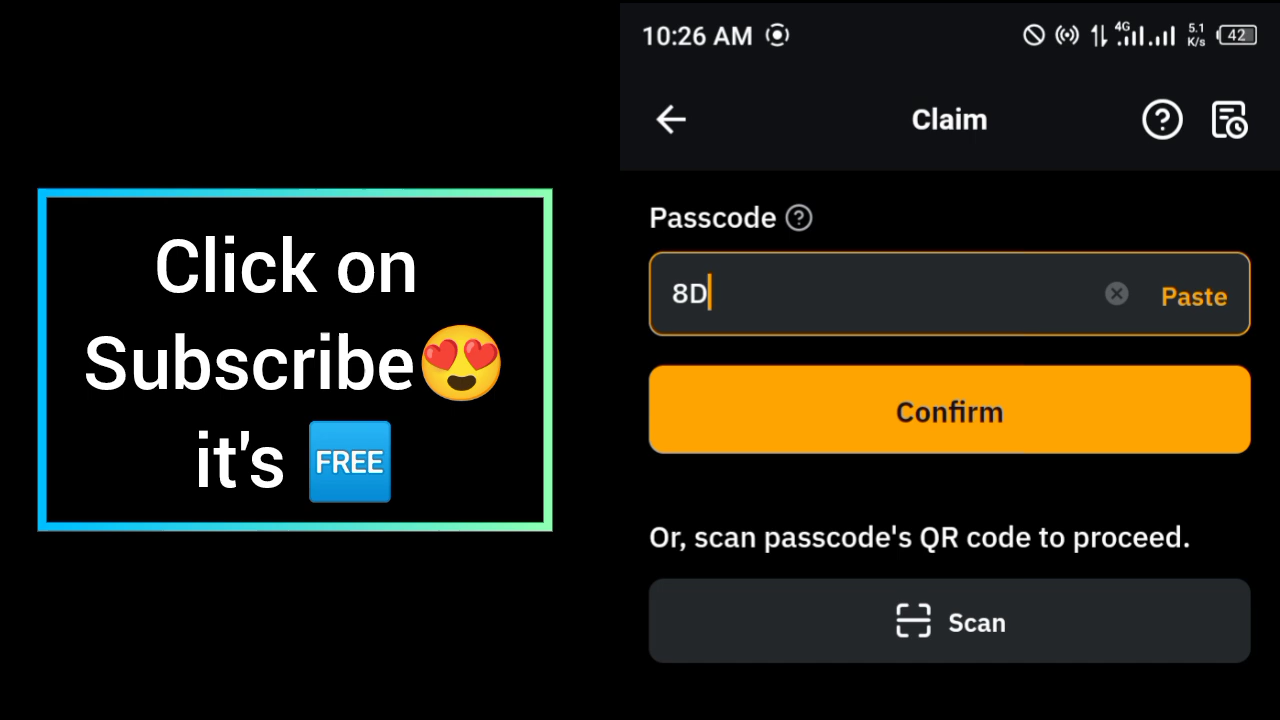 Click on
Subscribe😍
it's 🆓
10:26 AM
4G
5.1
K/s
42
Claim
Passcode
8D
Paste
Confirm
Or, scan passcode's QR code to proceed.
Scan